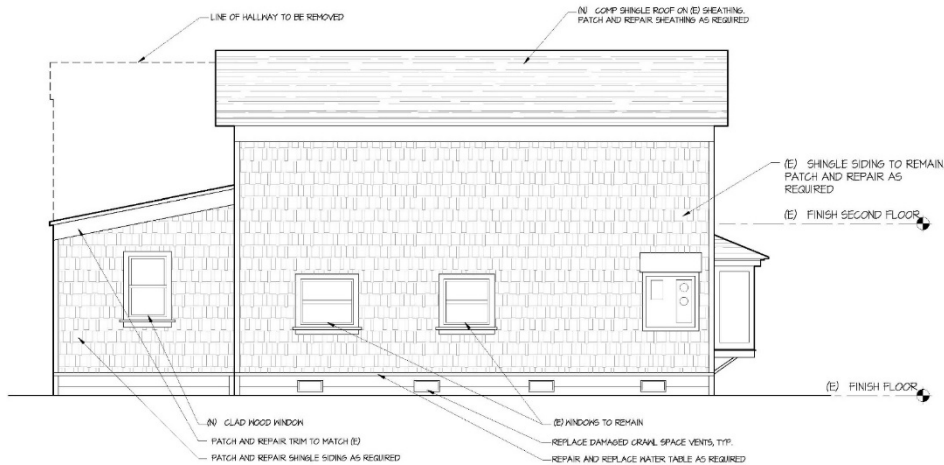 LINE OF HALLWAY TO BE REMOVED
(N) COMP SHINGLE ROOF ON (E) SHEATHING.
PATCH AND REPAIR SHEATHING AS REQUIRED
(E) SHINGLE SIDING TO REMAIN
PATCH AND REPAIR AS
REQUIRED
(E) FINISH SECOND FLOOR
(E) FINISH FLOOR
(N) CLAD WOOD WINDOW
PATCH AND REPAIR TRIM TO MATCH (E)
PATCH AND REPAIR SHINGLE SIDING AS REQUIRED
(E) WINDOWS TO REMAIN
REPLACE DAMAGED CRAWL SPACE VENTS, TYP.
REPAIR AND REPLACE WATER TABLE AS REQUIRED